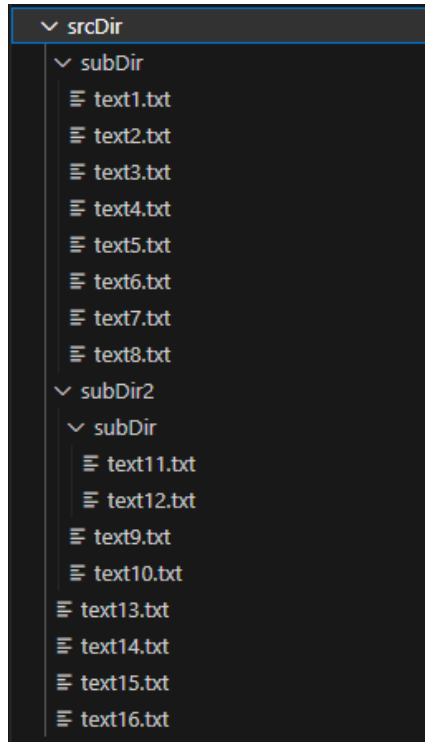 srcDir
subDir
text1.txt
text2.txt
text3.txt
text4.txt
text5.txt
text6.txt
text7.txt
text8.txt
subDir2
subDir
text11.txt
text12.txt
text9.txt
text10.txt
text13.txt
text14.txt
text15.txt
text16.txt